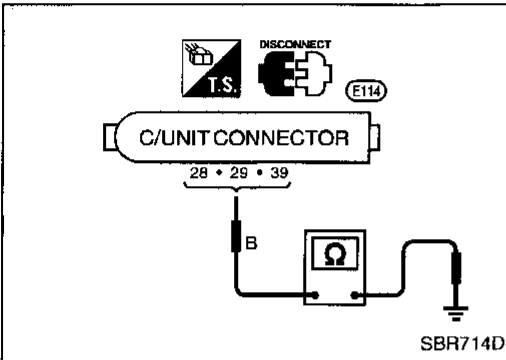 DISCONNECT
T.S.
E114
C/UNIT CONNECTOR
28 • 29 • 39
B
Ω
SBR714D